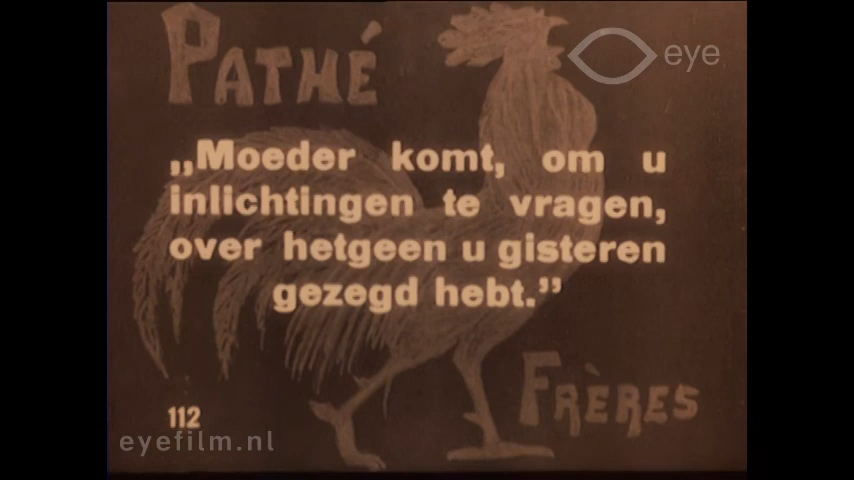 PATHÉ
eye
„Moeder komt, om u
inlichtingen te vragen,
over hetgeen u gisteren
gezegd hebt.”
FRÈRES
112
eyefilm.nl